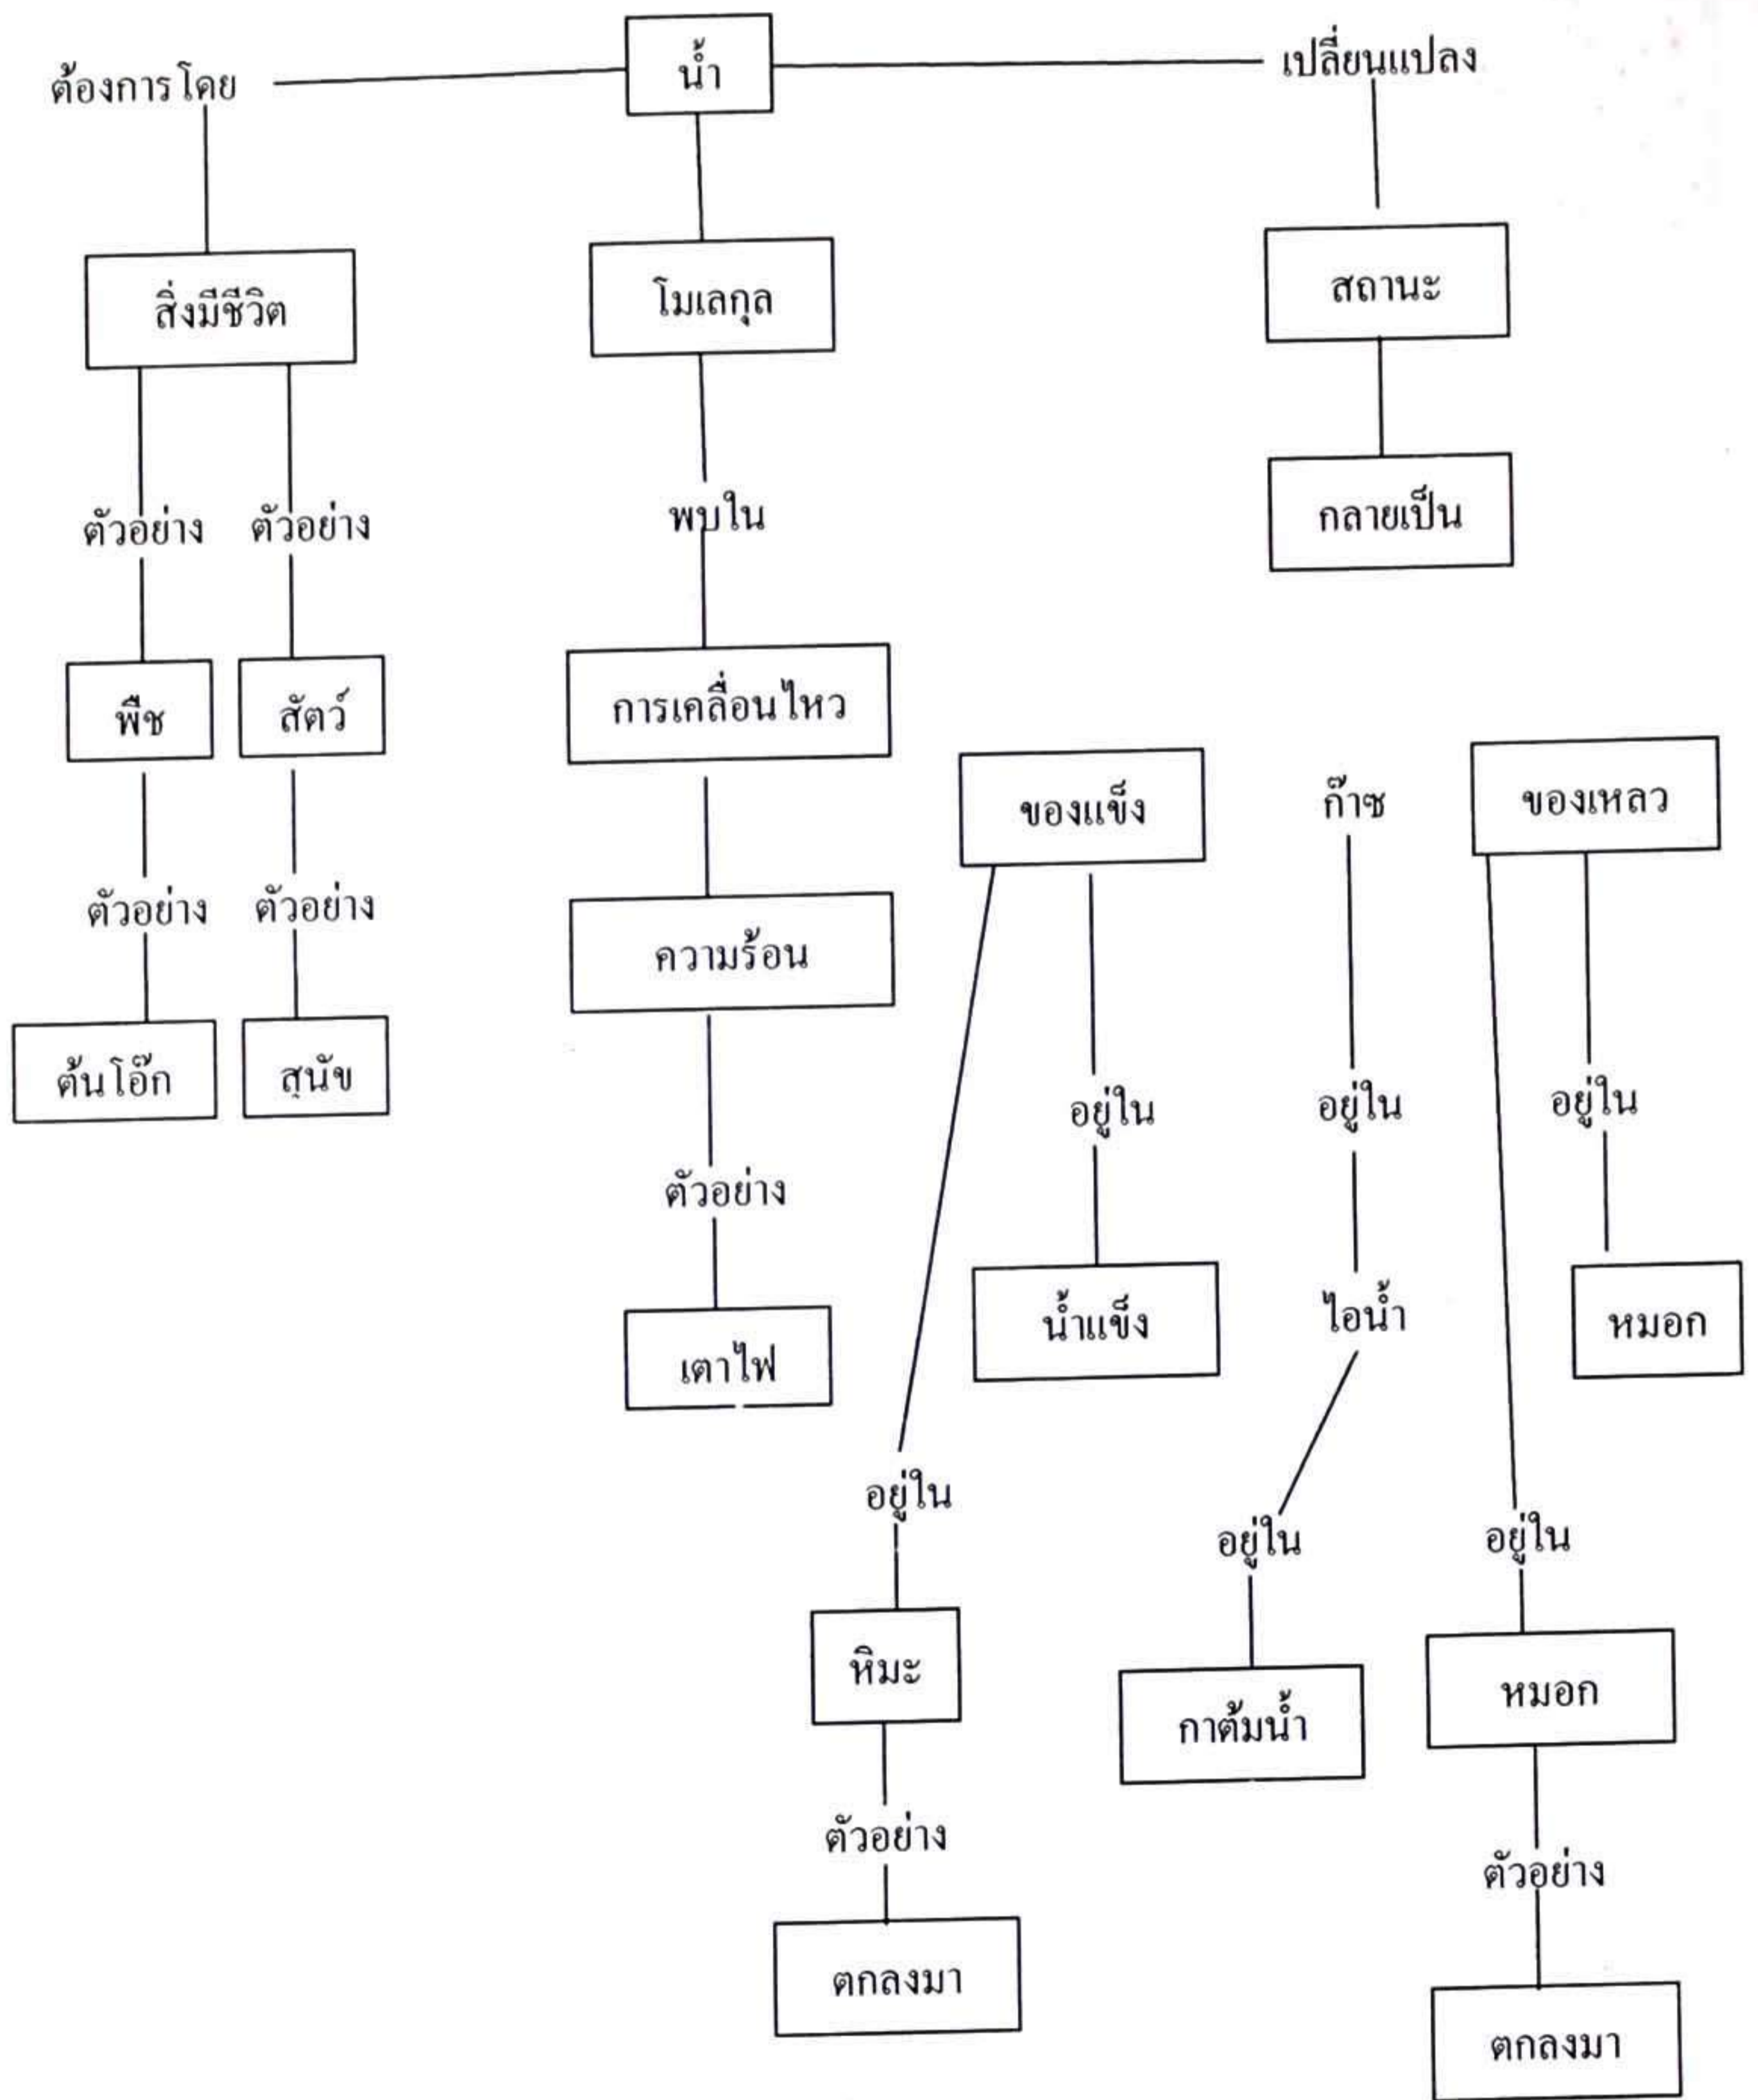 น้ำ
ต้องการโดย
เปลี่ยนแปลง
สิ่งมีชีวิต
โมเลกุล
สถานะ
ตัวอย่าง ตัวอย่าง
พบใน
กลายเป็น
พืช
สัตว์
การเคลื่อนไหว
ของแข็ง
ก๊าซ
ของเหลว
ตัวอย่าง ตัวอย่าง
ความร้อน
ต้นโอ๊ก
สุนัข
อยู่ใน
อยู่ใน
อยู่ใน
ตัวอย่าง
เตาไฟ
น้ำแข็ง
ไอน้ำ
หมอก
อยู่ใน
อยู่ใน
อยู่ใน
หิมะ
กาต้มน้ำ
หมอก
ตัวอย่าง
ตัวอย่าง
ตกลงมา
ตกลงมา